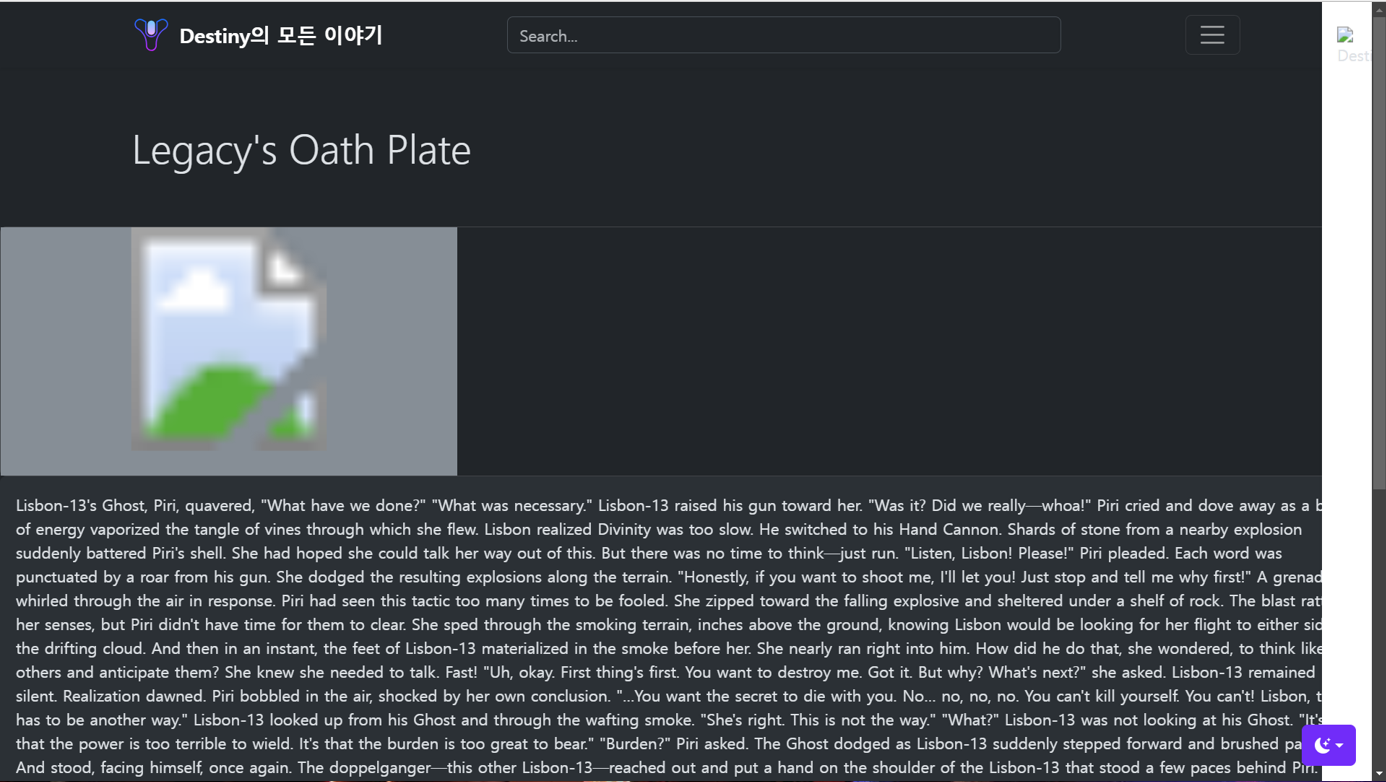 Destiny의 모든 이야기
Search...
Legacy's Oath Plate
Lisbon-13's Ghost, Piri, quavered, "What have we done?" "What was necessary." Lisbon-13 raised his gun toward her. "Was it? Did we really—whoa!" Piri cried and dove away as a
of energy vaporized the tangle of vines through which she flew. Lisbon realized Divinity was too slow. He switched to his Hand Cannon. Shards of stone from a nearby explosion
suddenly battered Piri's shell. She had hoped she could talk her way out of this. But there was no time to think—just run. "Listen, Lisbon! Please!" Piri pleaded. Each word was
punctuated by a roar from his gun. She dodged the resulting explosions along the terrain. "Honestly, if you want to shoot me, I'll let you! Just stop and tell me why first!" A grenad
whirled through the air in response. Piri had seen this tactic too many times to be fooled. She zipped toward the falling explosive and sheltered under a shelf of rock. The blast
her senses, but Piri didn't have time for them to clear. She sped through the smoking terrain, inches above the ground, knowing Lisbon would be looking for her flight to either
the drifting cloud. And then in an instant, the feet of Lisbon-13 materialized in the smoke before her. She nearly ran right into him. How did he do that, she wondered, to think like
others and anticipate them? She knew she needed to talk. Fast! "Uh, okay. First thing's first. You want to destroy me. Got it. But why? What's next?" she asked. Lisbon-13 remained
silent. Realization dawned. Piri bobbled in the air, shocked by her own conclusion. "...You want the secret to die with you. No... no, no, no. You can't kill yourself. You can't! Lisbon,
has to be another way." Lisbon-13 looked up from his Ghost and through the wafting smoke. "She's right. This is not the way." "What?" Lisbon-13 was not looking at his Ghost. "It's
that the power is too terrible to wield. It's that the burden is too great to bear." "Burden?" Piri asked. The Ghost dodged as Lisbon-13 suddenly stepped forward and brushed
And stood, facing himself, once again. The doppelganger—this other Lisbon-13—reached out and put a hand on the shoulder of the Lisbon-13 that stood a few paces behind Piri